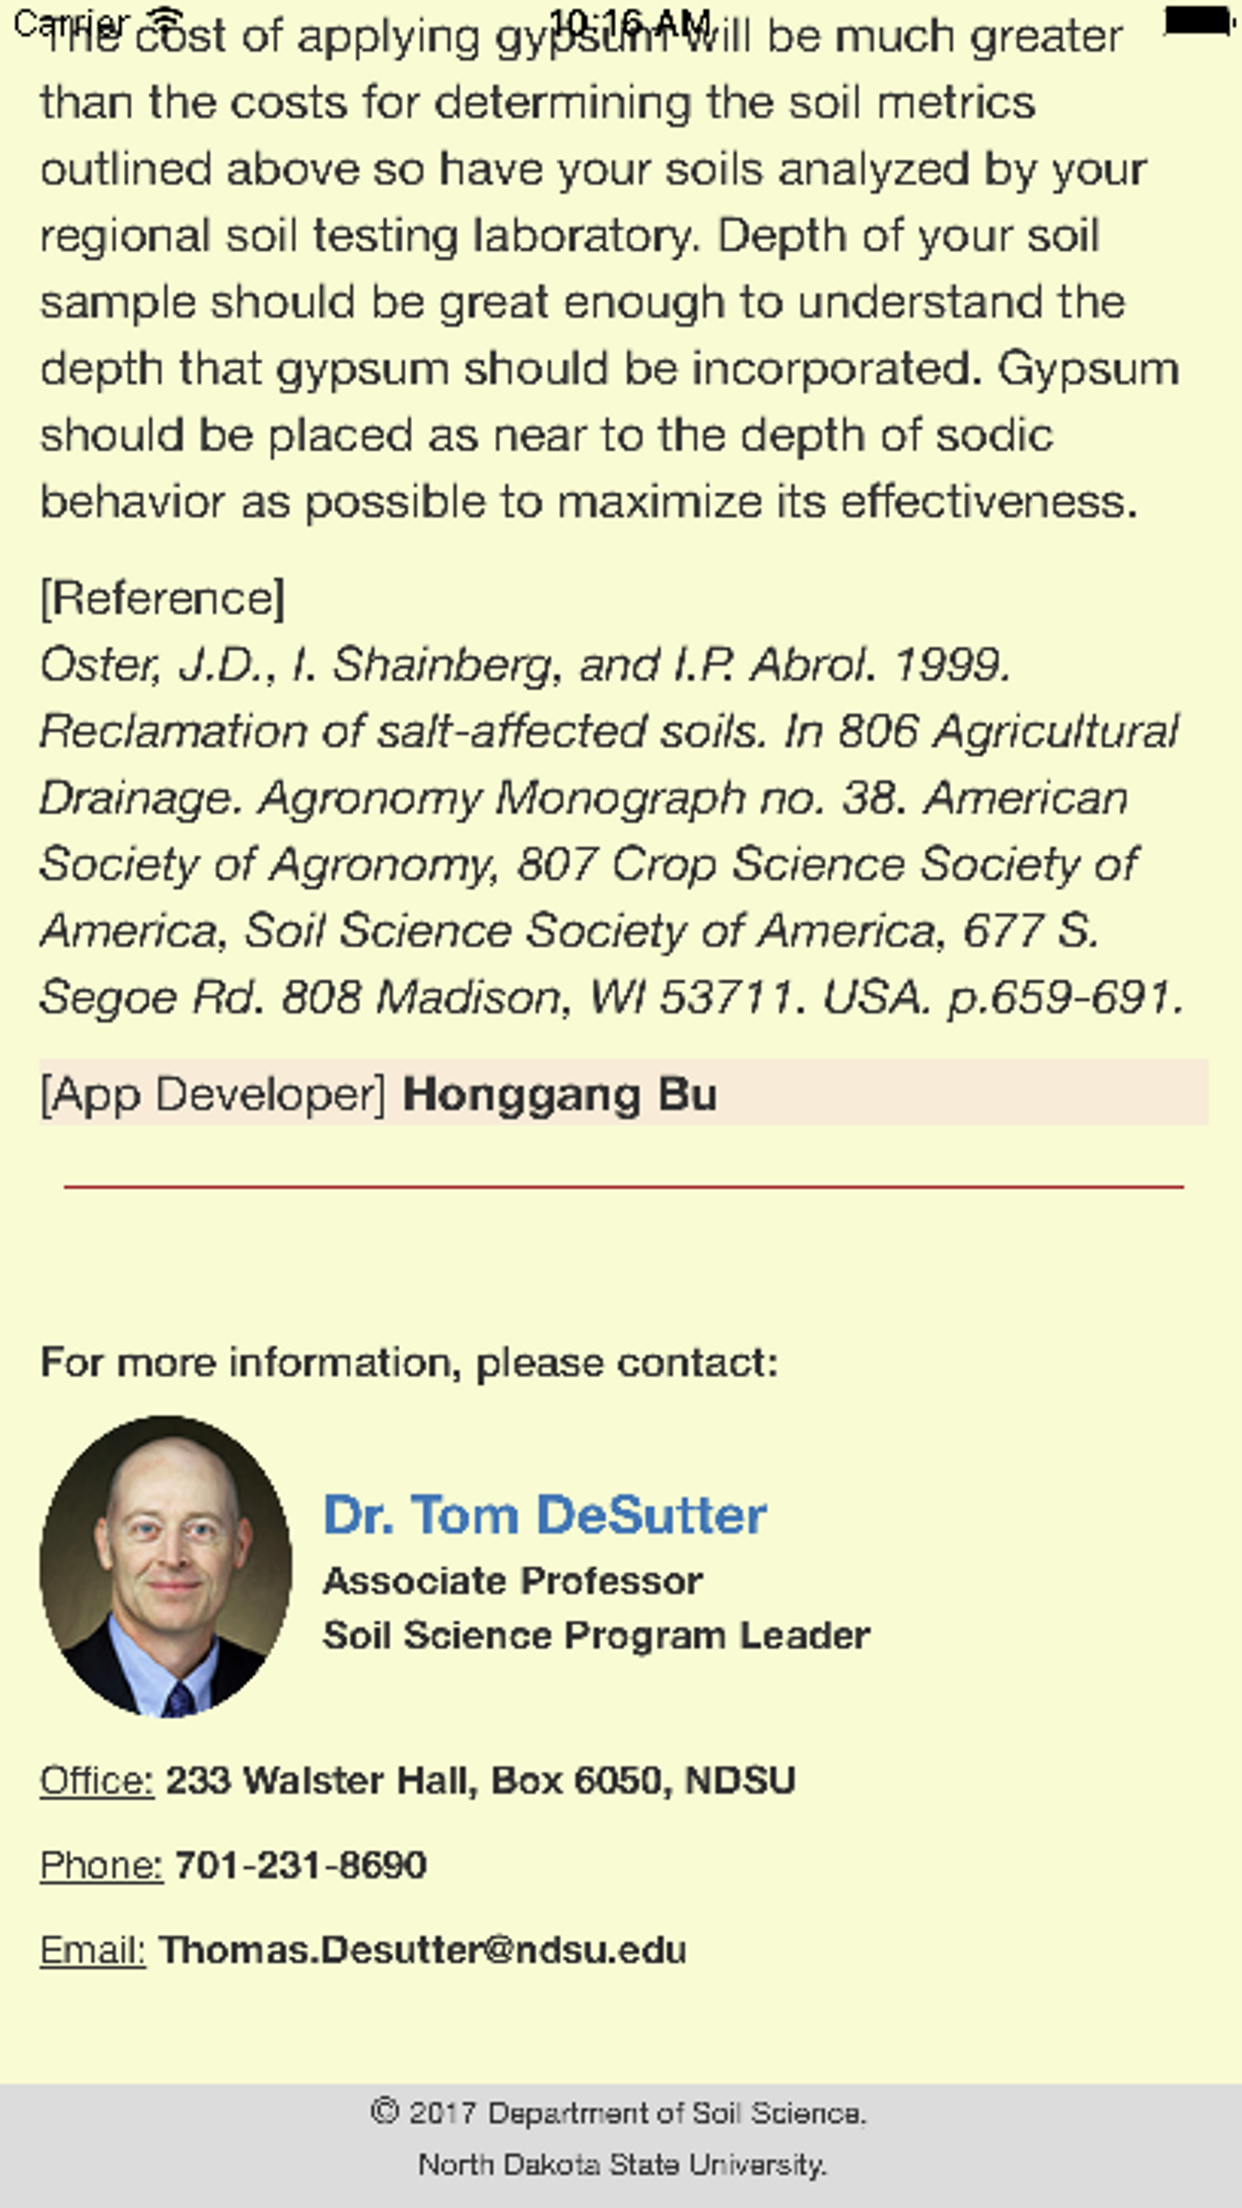 Carrier 10:16 AM
The cost of applying gypsum will be much greater
than the costs for determining the soil metrics
outlined above so have your soils analyzed by your
regional soil testing laboratory. Depth of your soil
sample should be great enough to understand the
depth that gypsum should be incorporated. Gypsum
should be placed as near to the depth of sodic
behavior as possible to maximize its effectiveness.
[Reference]
Oster, J.D., I. Shainberg, and I.P. Abrol. 1999.
Reclamation of salt-affected soils. In 806 Agricultural
Drainage. Agronomy Monograph no. 38. American
Society of Agronomy, 807 Crop Science Society of
America, Soil Science Society of America, 677 S.
Segoe Rd. 808 Madison, WI 53711. USA. p.659-691.
[App Developer] Honggang Bu
For more information, please contact:
Dr. Tom DeSutter
Associate Professor
Soil Science Program Leader
Office: 233 Walster Hall, Box 6050, NDSU
Phone: 701-231-8690
Email: Thomas.Desutter@ndsu.edu
© 2017 Department of Soil Science.
North Dakota State University.